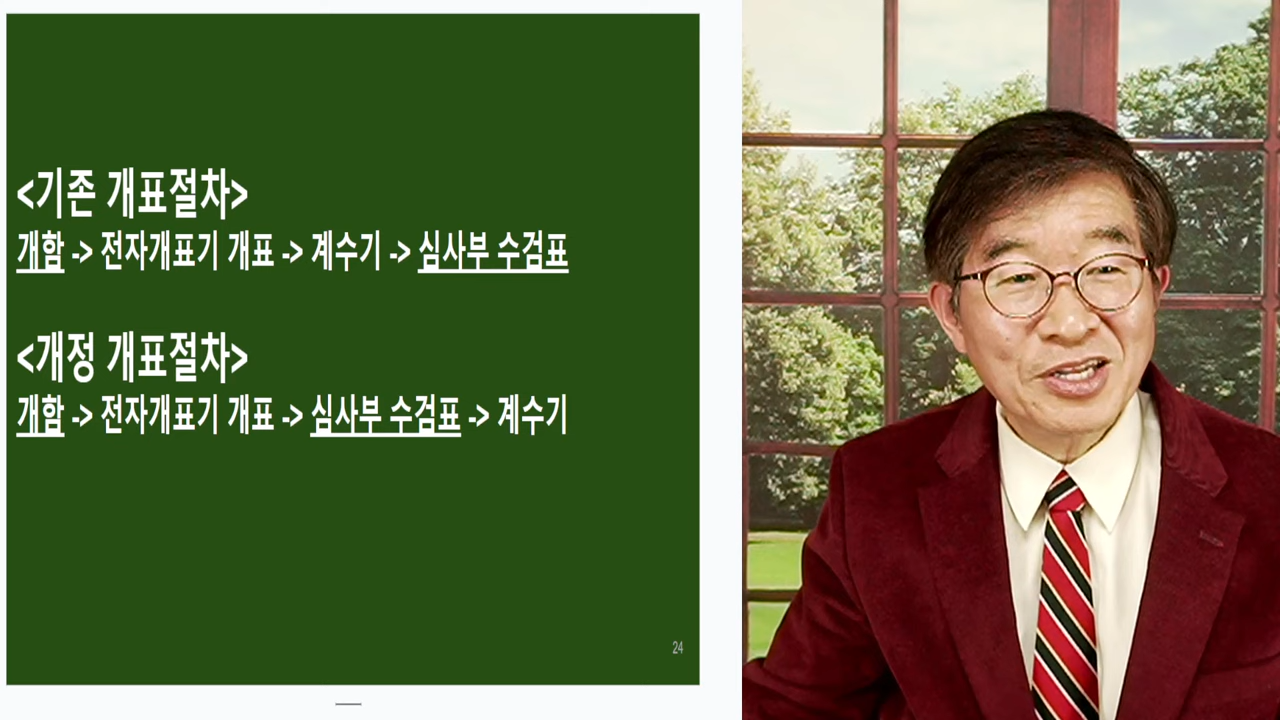 <기존 개표절차>
개함 -> 전자개표기 개표 -> 계수기 -> 심사부 수검표
<개정 개표절차>
개함 -> 전자개표기 개표 -> 심사부 수검표 -> 계수기
24